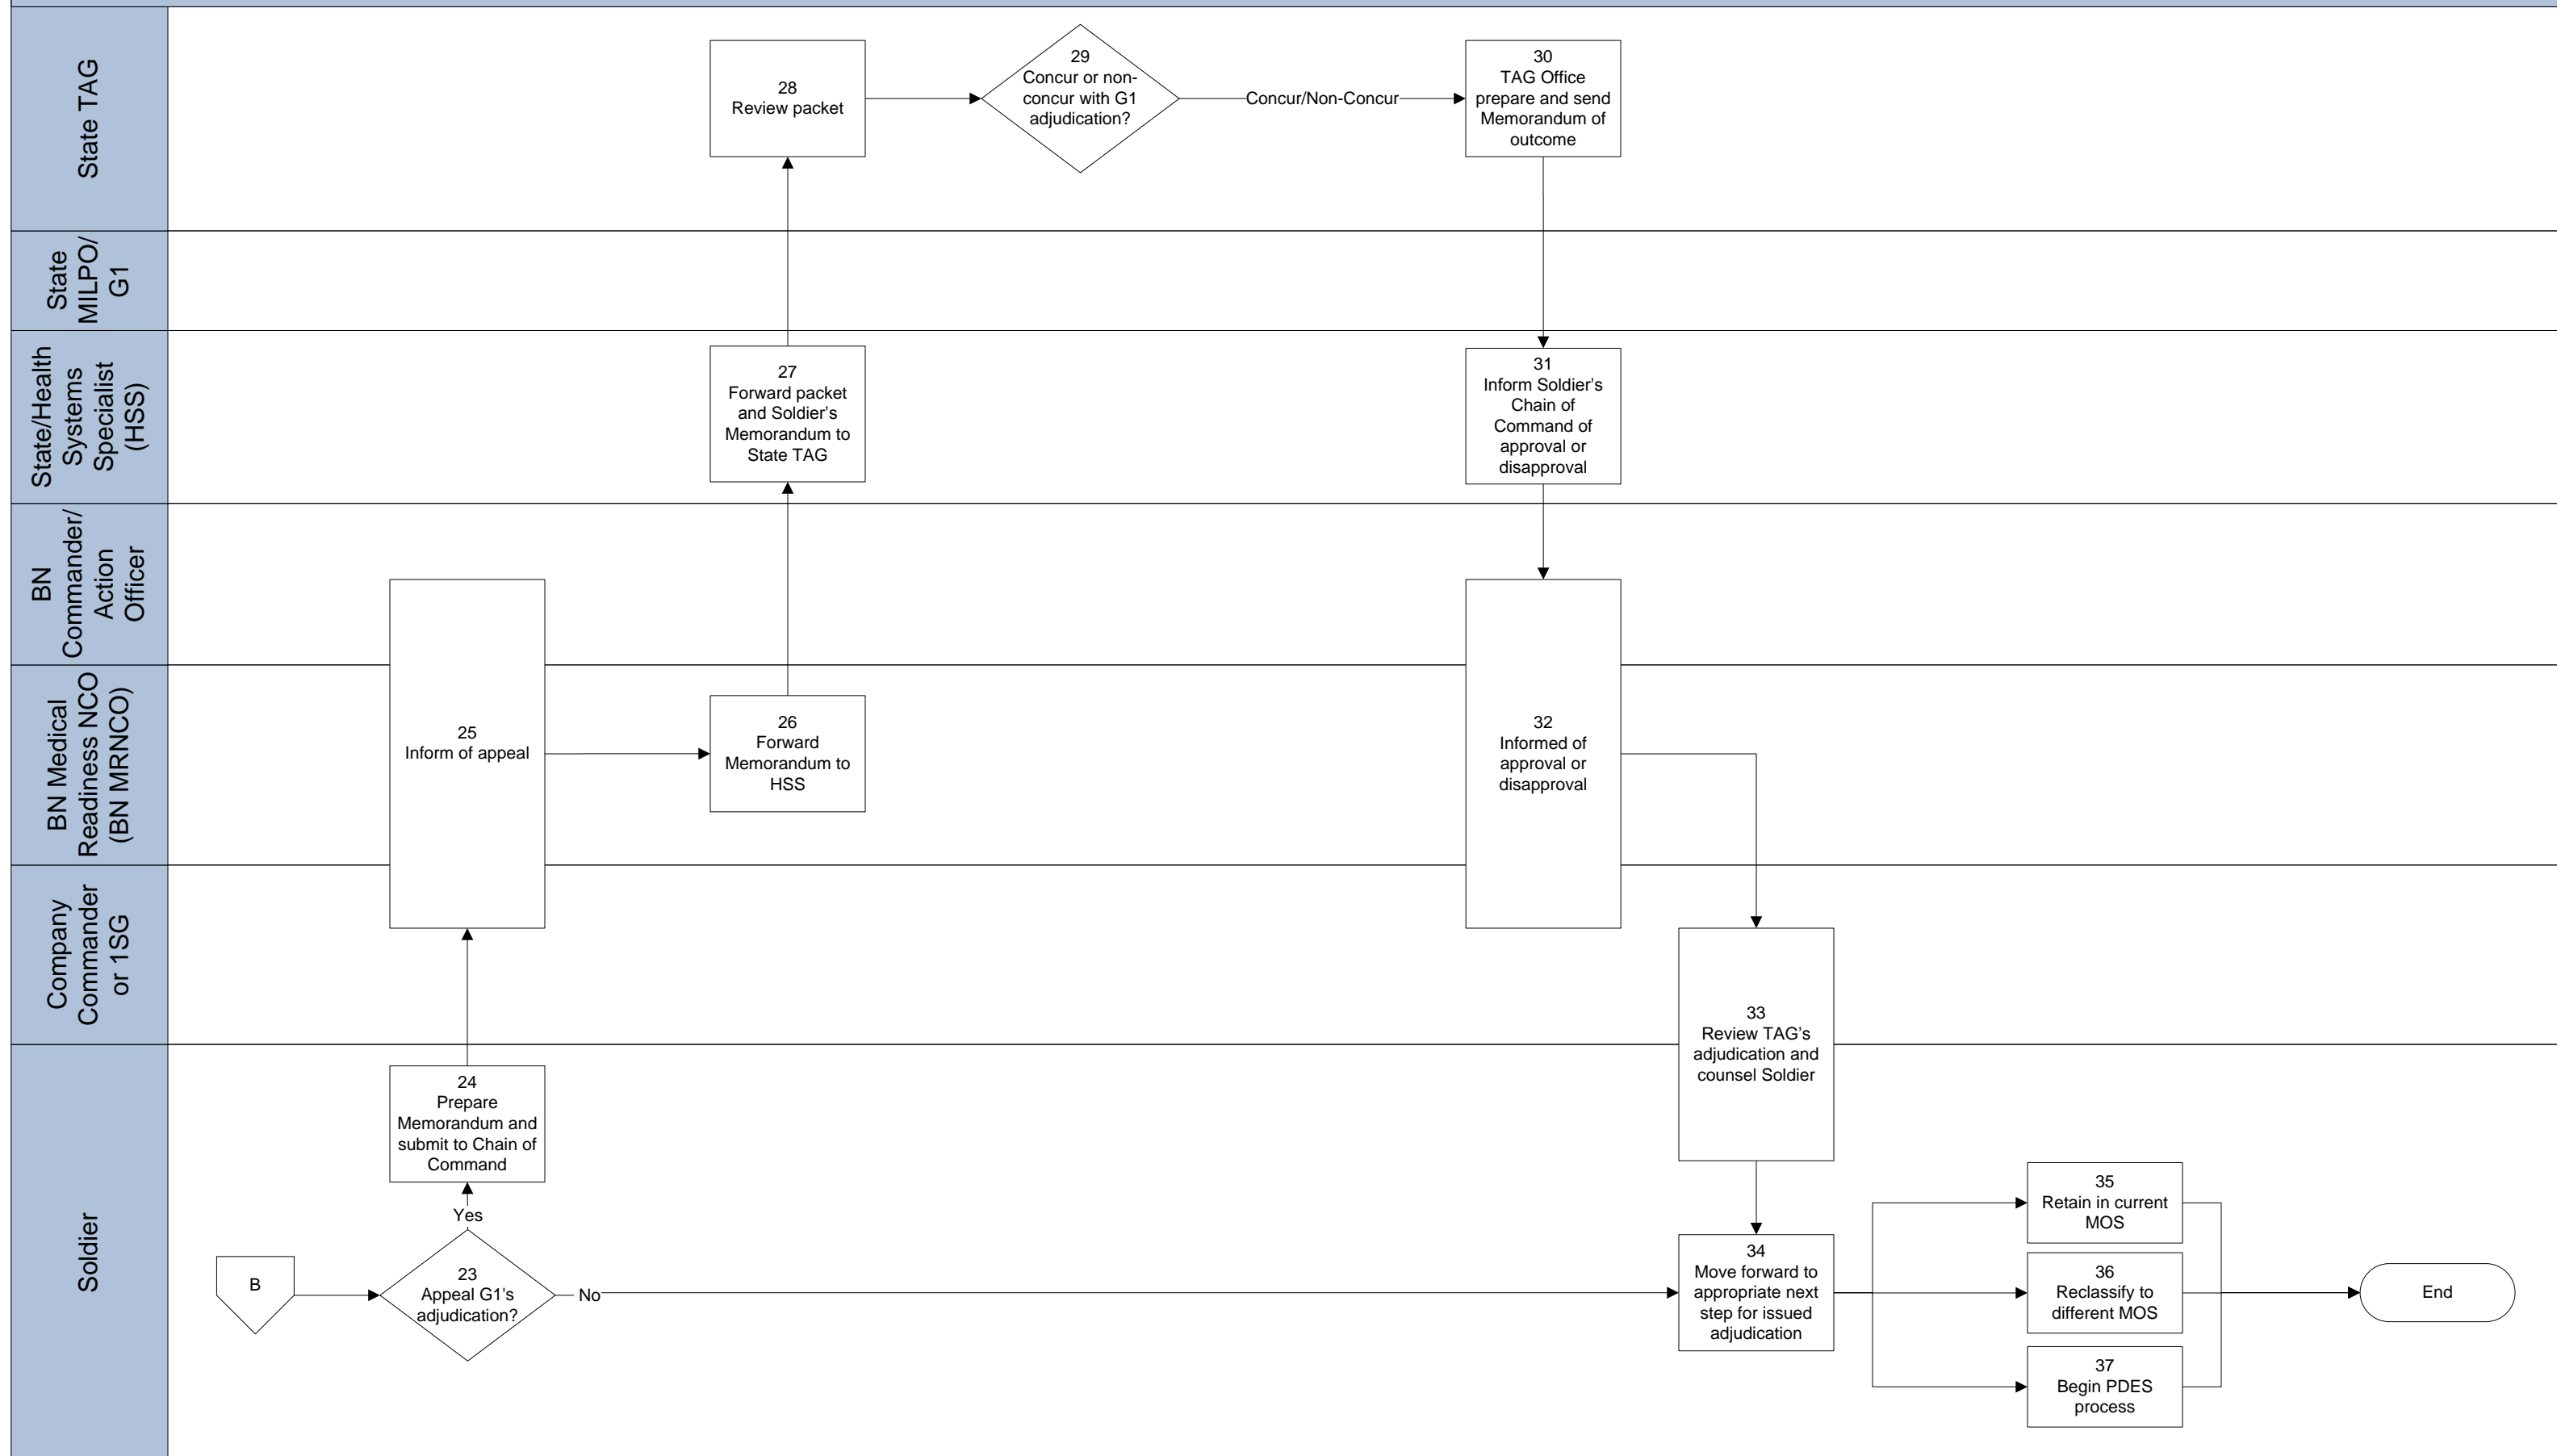 State TAG
28
Review packet
29
Concur or non-
concur with G1
adjudication?
Concur/Non-Concur
30
TAG Office
prepare and send
Memorandum of
outcome
State
MILPO/
G1
State/Health
Systems
Specialist
(HSS)
27
Forward packet
and Soldier’s
Memorandum to
State TAG
31
Inform Soldier’s
Chain of
Command of
approval or
disapproval
BN
Commander/
Action
Officer
BN Medical
Readiness NCO
(BN MRNCO)
25
Inform of appeal
26
Forward
Memorandum to
HSS
32
Informed of
approval or
disapproval
Company
Commander
or 1SG
33
Review TAG’s
adjudication and
counsel Soldier
Soldier
24
Prepare
Memorandum and
submit to Chain of
Command
Yes
B
23
Appeal G1's
adjudication?
No
34
Move forward to
appropriate next
step for issued
adjudication
35
Retain in current
MOS
36
Reclassify to
different MOS
37
Begin PDES
process
End